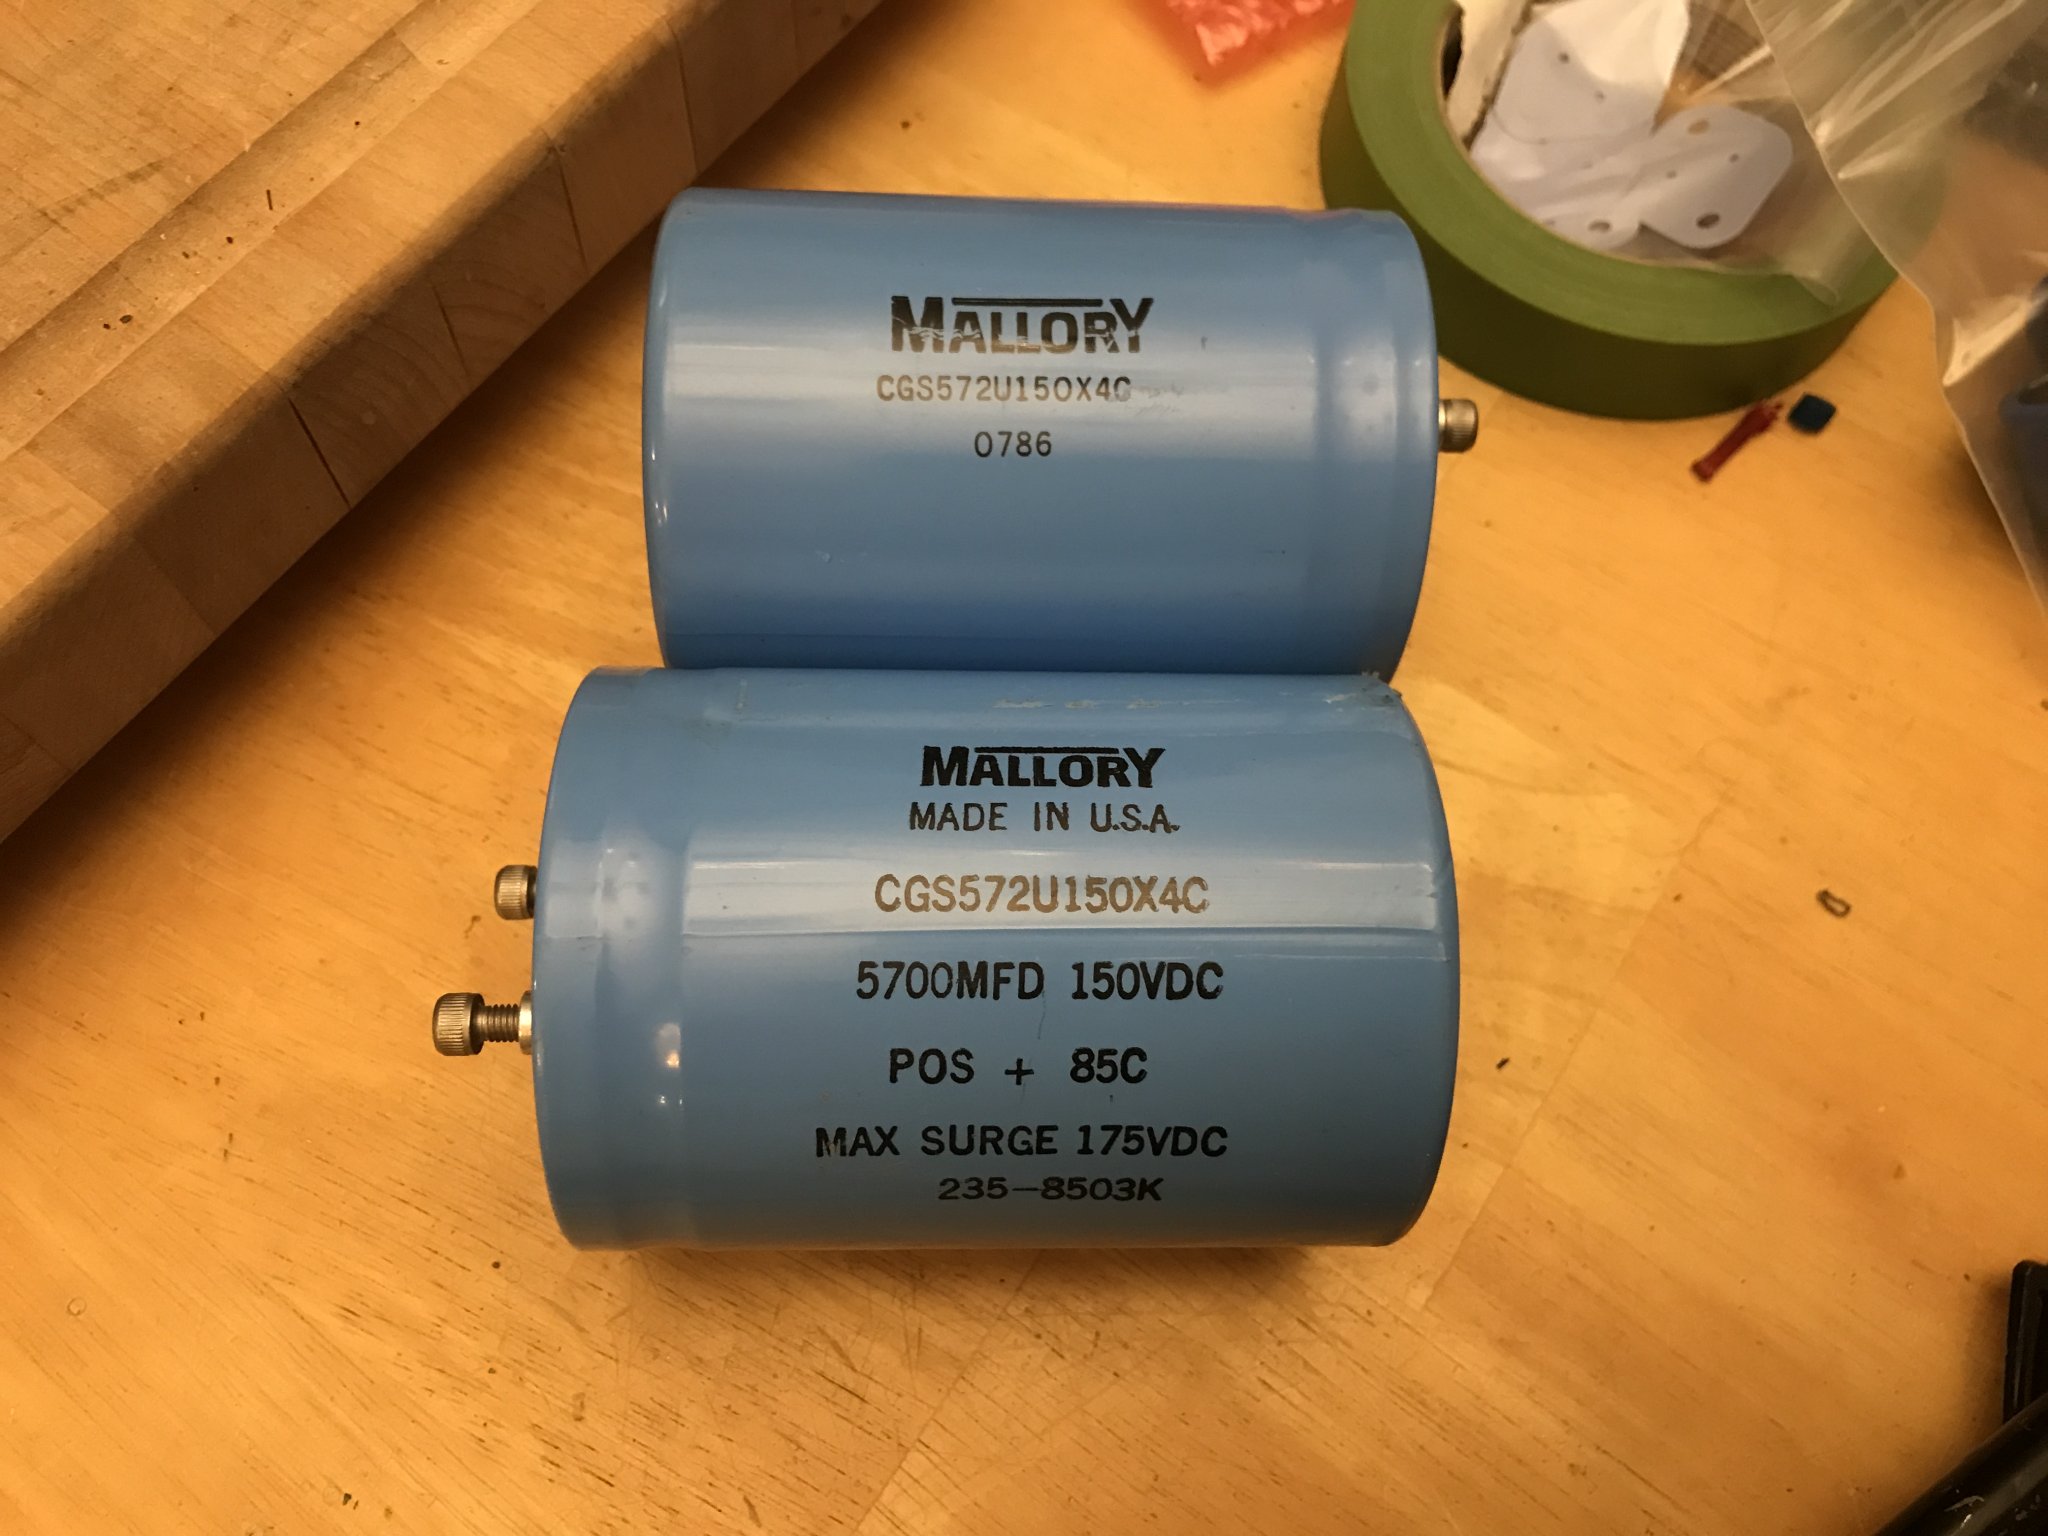 MALLORY
CGS572U150X4C
0786
MALLORY
MADE IN U.S.A.
CGS572U150X4C
5700MFD 150VDC
POS + 85C
MAX SURGE 175VDC
235-8503K